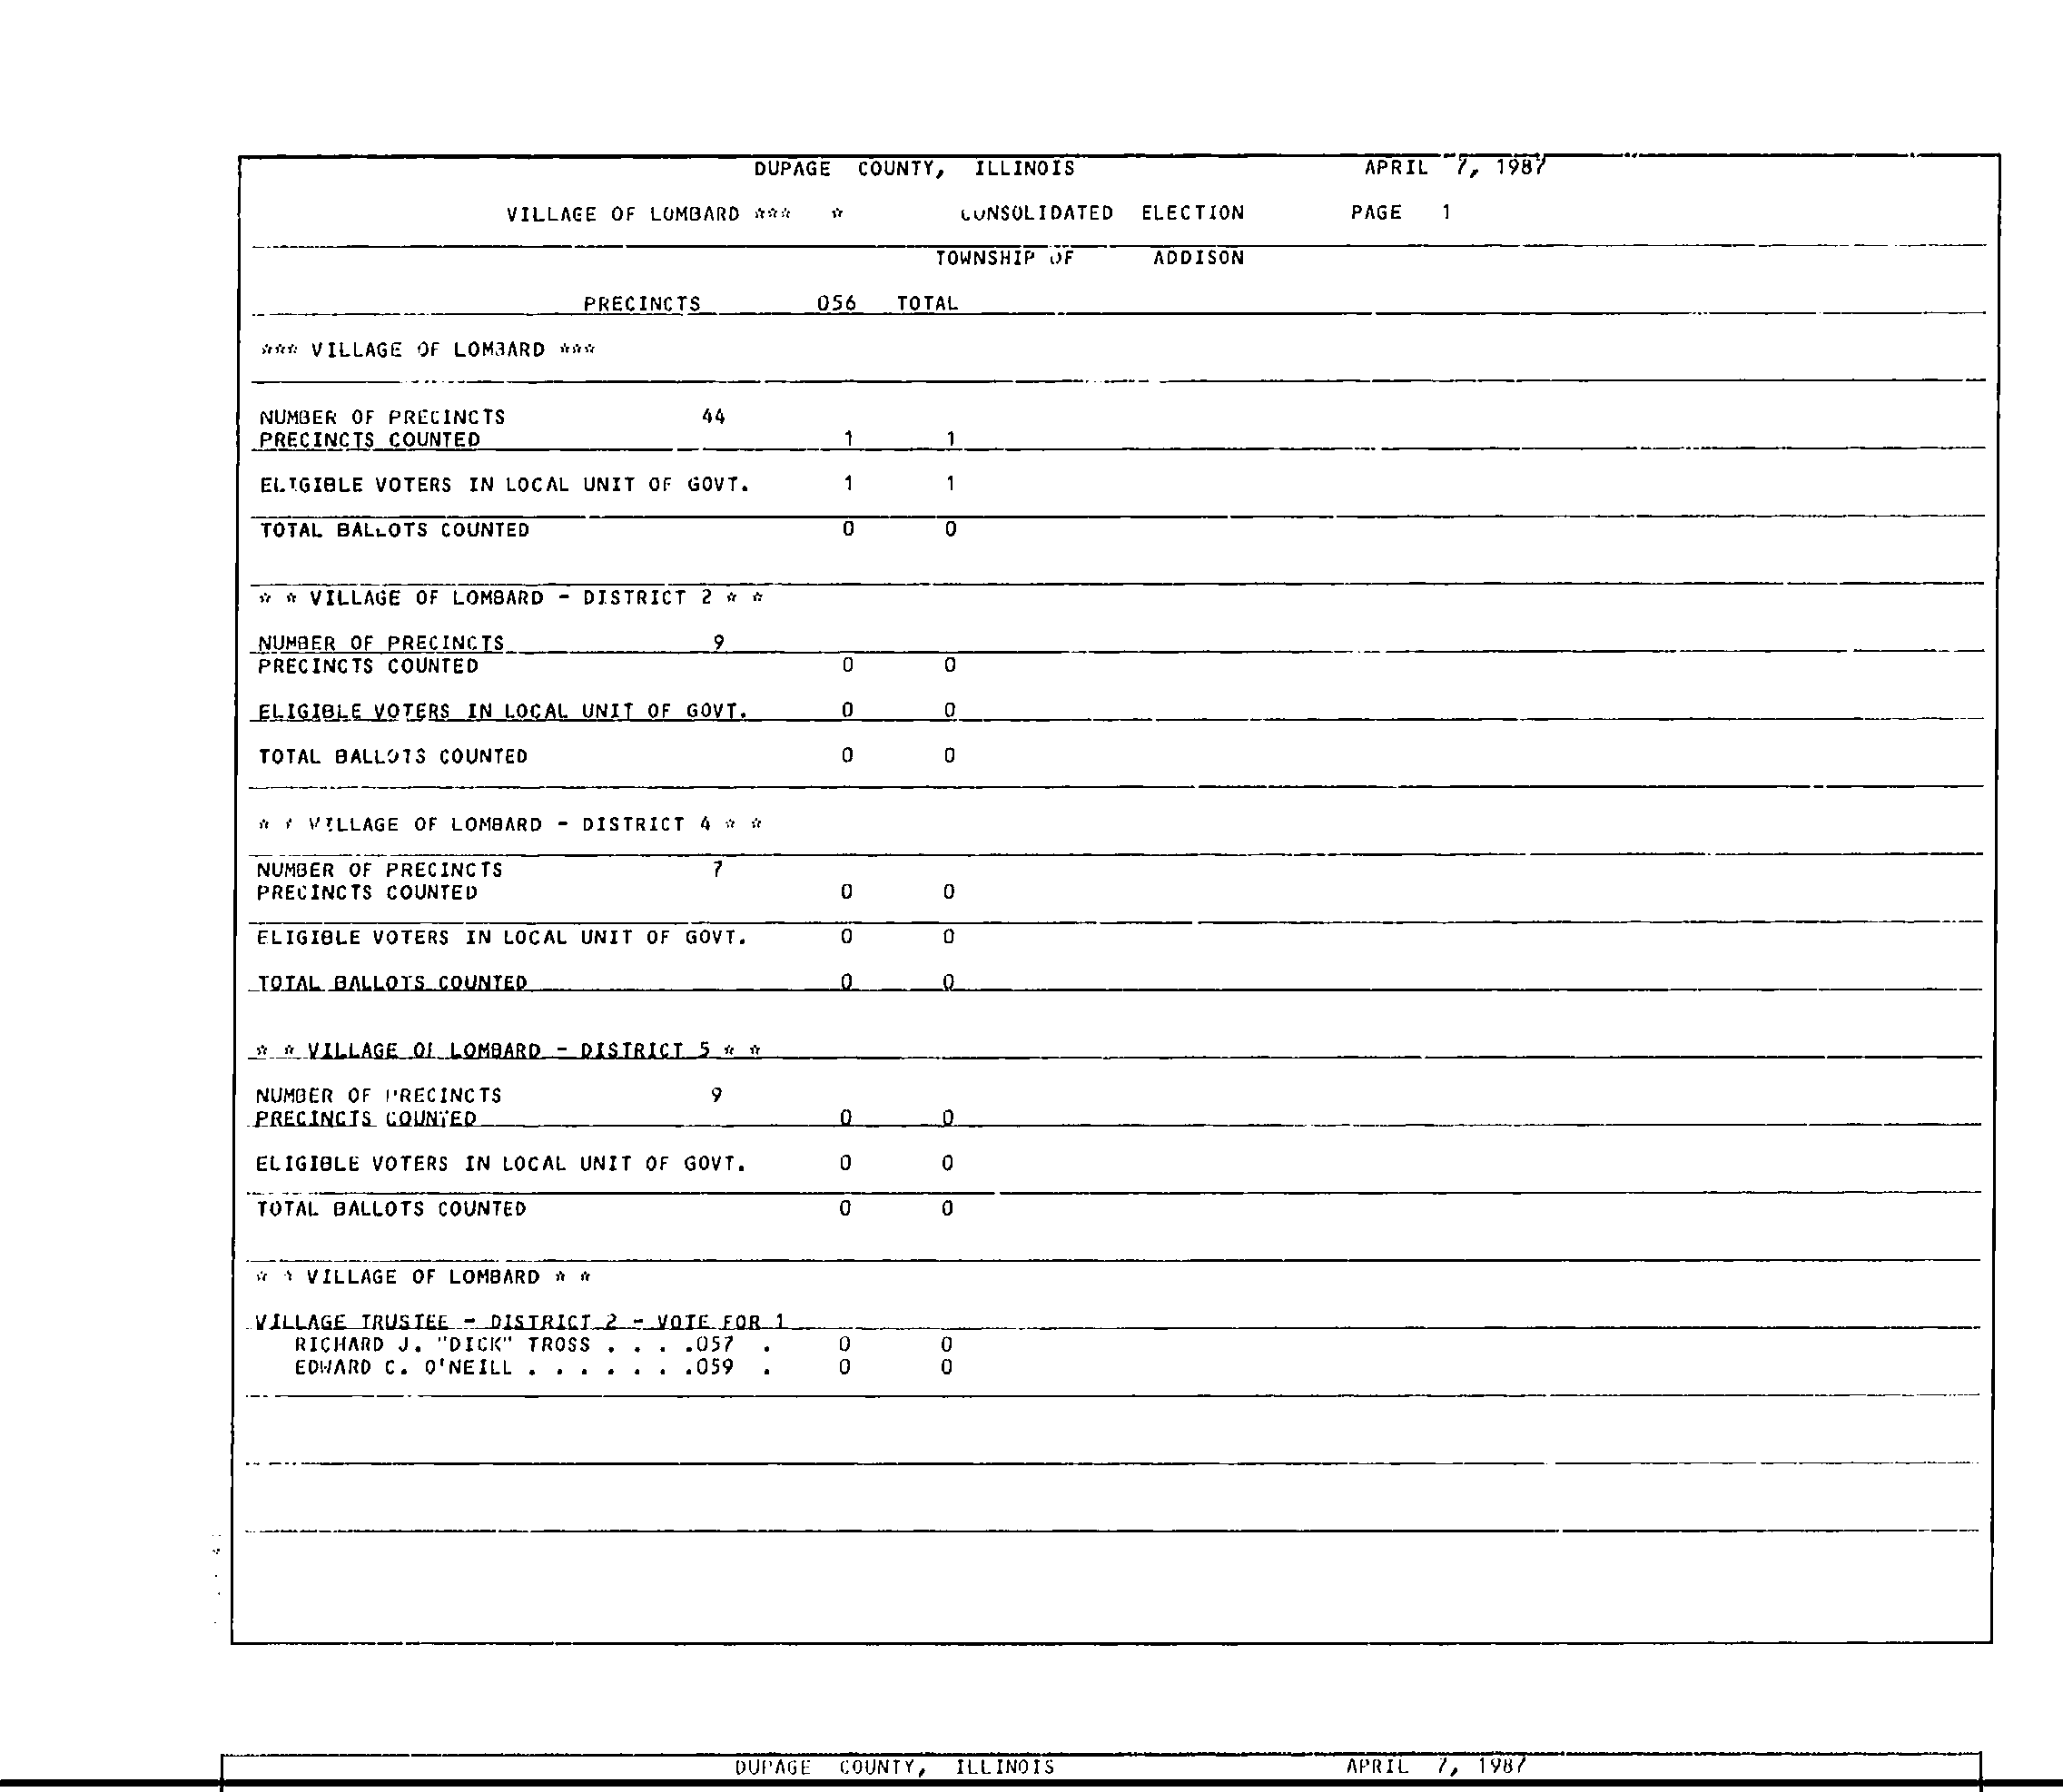 DUPAGE COUNTY, ILLINOIS APRIL 7, 1987
VILLAGE OF LOMBARD *** * CONSOLIDATED ELECTION PAGE 1
TOWNSHIP OF ADDISON
PRECINCTS 056 TOTAL
*** VILLAGE OF LOMBARD ***
NUMBER OF PRECINCTS 44
PRECINCTS COUNTED 1 1
ELIGIBLE VOTERS IN LOCAL UNIT OF GOVT. 1 1
TOTAL BALLOTS COUNTED 0 0
* * VILLAGE OF LOMBARD - DISTRICT 2 * *
NUMBER OF PRECINCTS 9
PRECINCTS COUNTED 0 0
ELIGIBLE VOTERS IN LOCAL UNIT OF GOVT. 0 0
TOTAL BALLOTS COUNTED 0 0
* * VILLAGE OF LOMBARD - DISTRICT 4 * *
NUMBER OF PRECINCTS 7
PRECINCTS COUNTED 0 0
ELIGIBLE VOTERS IN LOCAL UNIT OF GOVT. 0 0
TOTAL BALLOTS COUNTED 0 0
* * VILLAGE OF LOMBARD - DISTRICT 5 * *
NUMBER OF PRECINCTS 9
PRECINCTS COUNTED 0 0
ELIGIBLE VOTERS IN LOCAL UNIT OF GOVT. 0 0
TOTAL BALLOTS COUNTED 0 0
* * VILLAGE OF LOMBARD * *
VILLAGE TRUSTEE - DISTRICT 2 - VOTE FOR 1
RICHARD J. "DICK" TROSS . . . .057 . 0 0
EDWARD C. O'NEILL . . . . . . .059 . 0 0
DUPAGE COUNTY, ILLINOIS APRIL 7, 1987